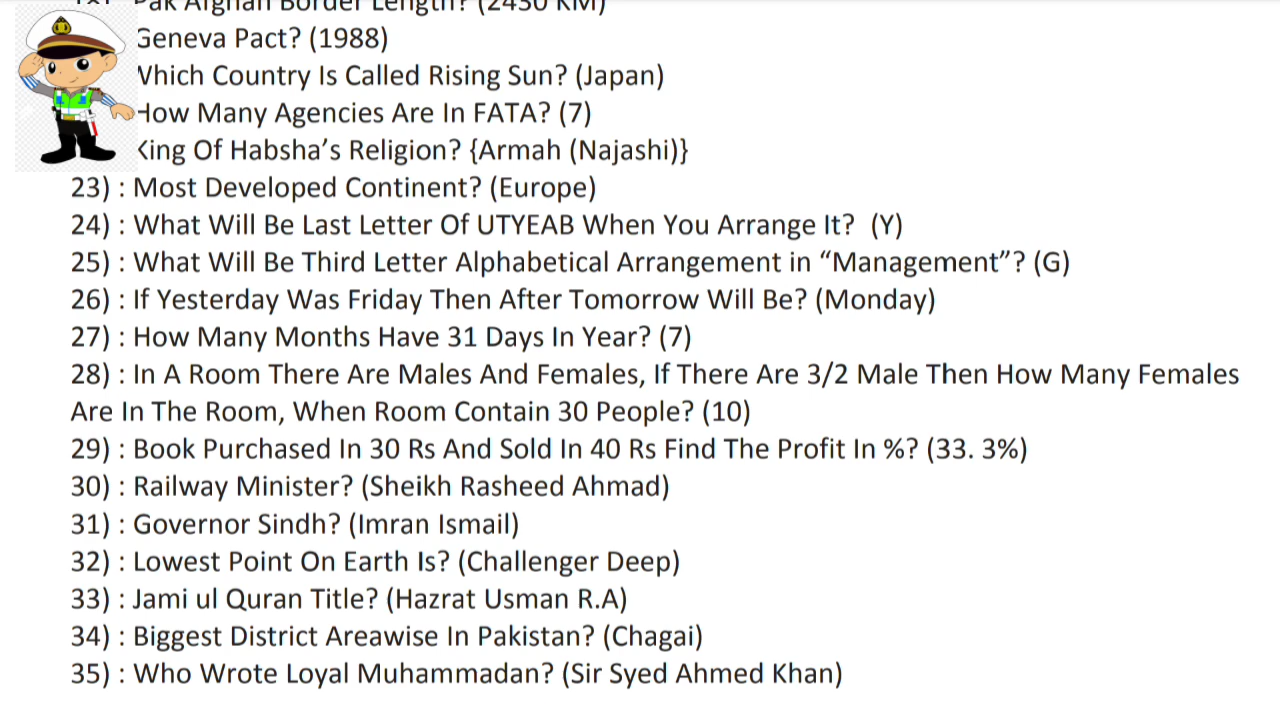 Pak Afghan Border Length? (2430 KM)
Geneva Pact? (1988)
Which Country Is Called Rising Sun? (Japan)
How Many Agencies Are In FATA? (7)
King Of Habsha’s Religion? {Armah (Najashi)}
23) : Most Developed Continent? (Europe)
24) : What Will Be Last Letter Of UTYEAB When You Arrange It?  (Y)
25) : What Will Be Third Letter Alphabetical Arrangement in “Management”? (G)
26) : If Yesterday Was Friday Then After Tomorrow Will Be? (Monday)
27) : How Many Months Have 31 Days In Year? (7)
28) : In A Room There Are Males And Females, If There Are 3/2 Male Then How Many Females
Are In The Room, When Room Contain 30 People? (10)
29) : Book Purchased In 30 Rs And Sold In 40 Rs Find The Profit In %? (33. 3%)
30) : Railway Minister? (Sheikh Rasheed Ahmad)
31) : Governor Sindh? (Imran Ismail)
32) : Lowest Point On Earth Is? (Challenger Deep)
33) : Jami ul Quran Title? (Hazrat Usman R.A)
34) : Biggest District Areawise In Pakistan? (Chagai)
35) : Who Wrote Loyal Muhammadan? (Sir Syed Ahmed Khan)